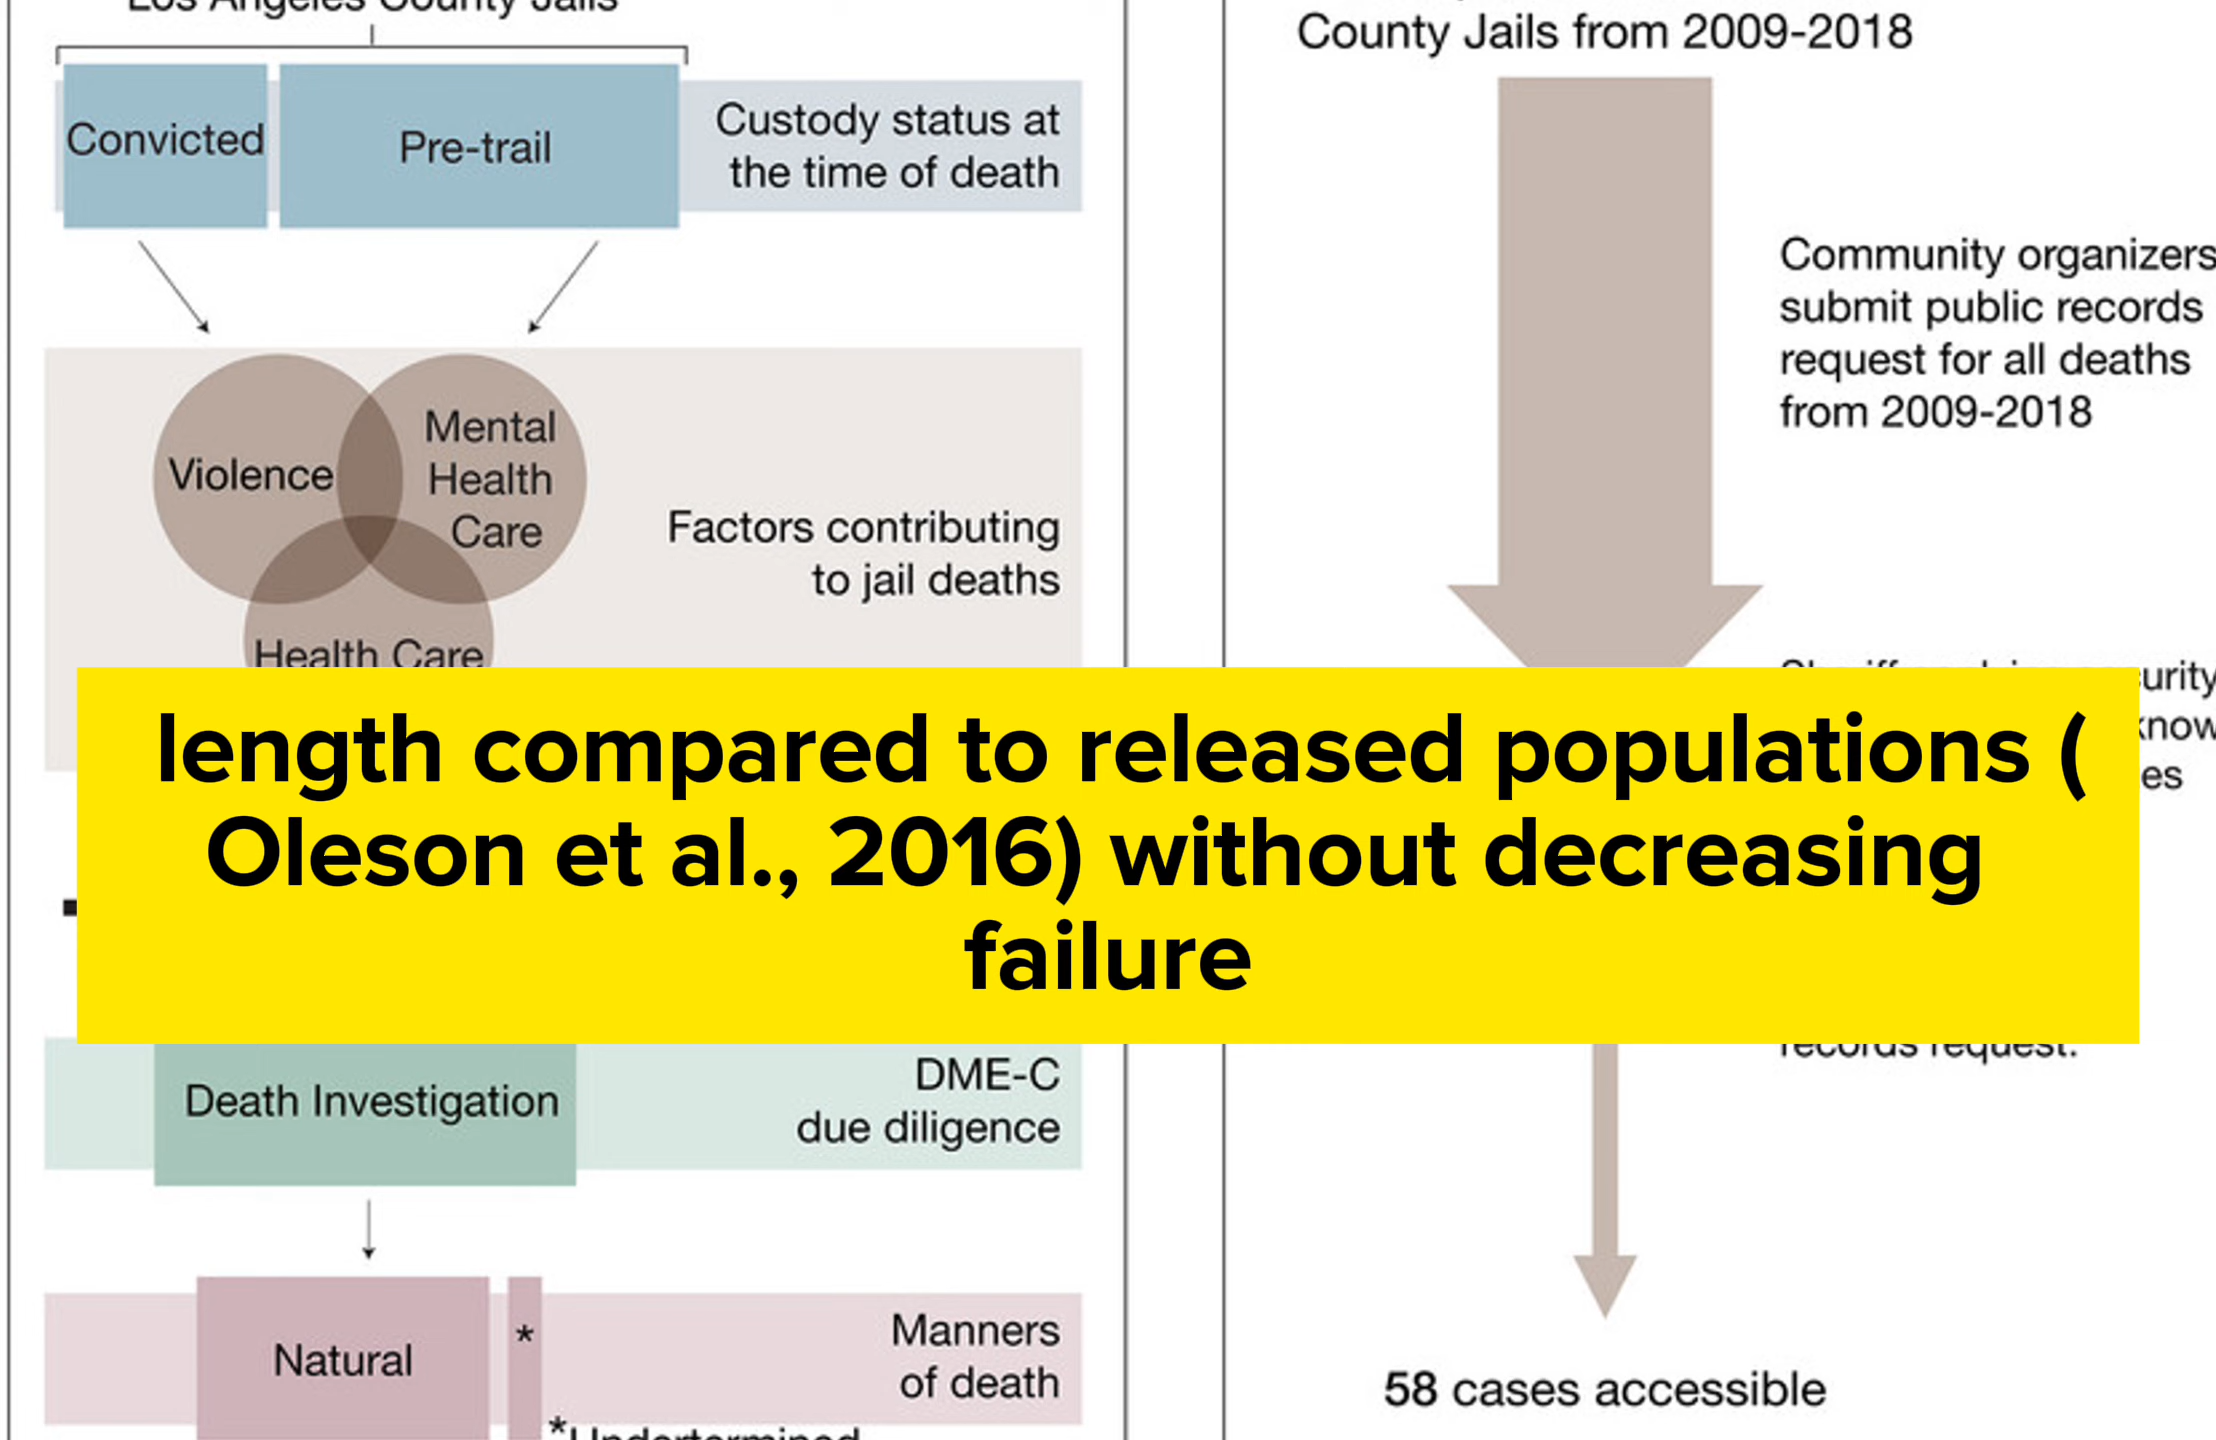 Los Angeles County Jails
Convicted
Pre-trail
Custody status at
the time of death
Violence
Mental
Health
Care
Health Care
Factors contributing
to jail deaths
County Jails from 2009-2018
Community organizers
submit public records
request for all deaths
from 2009-2018
length compared to released populations (
Oleson et al., 2016) without decreasing
failure
records request.
Death Investigation
DME-C
due diligence
Natural
*
Manners
of death
*Undertermined
58 cases accessible